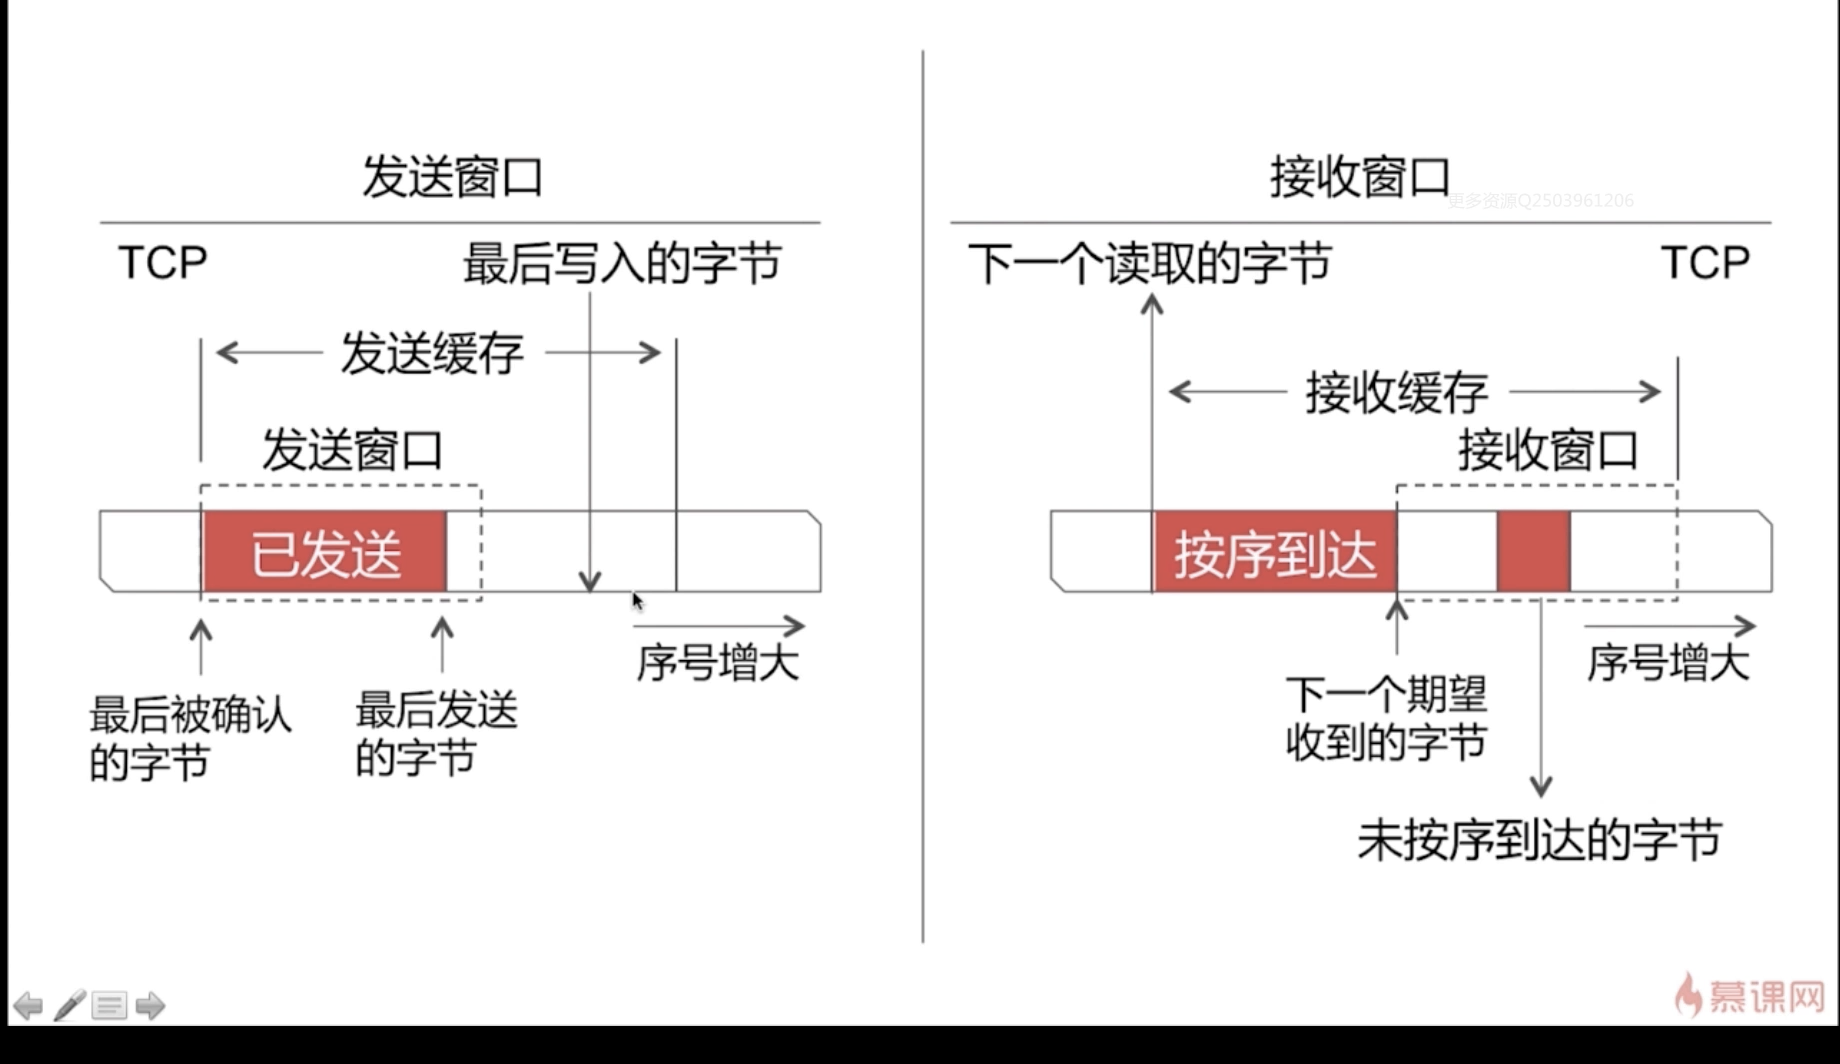 发送窗口
TCP
最后写入的字节
发送缓存
发送窗口
已发送
序号增大
最后被确认
的字节
最后发送
的字节
接收窗口
更多资源Q2503961206
下一个读取的字节
TCP
接收缓存
接收窗口
按序到达
序号增大
下一个期望
收到的字节
未按序到达的字节
慕课网